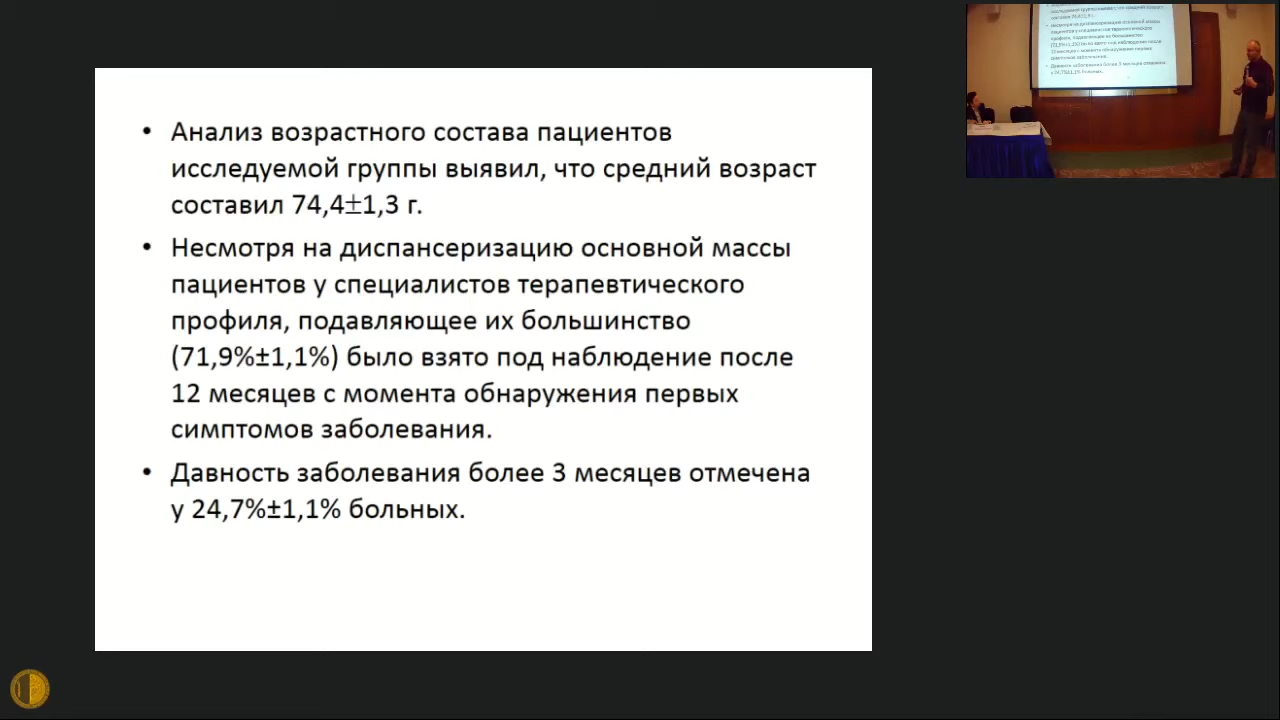 • Анализ возрастного состава пациентов
исследуемой группы выявил, что средний возраст
составил 74,4±1,3 г.
• Несмотря на диспансеризацию основной массы
пациентов у специалистов терапевтического
профиля, подавляющее их большинство
(71,9%±1,1%) было взято под наблюдение после
12 месяцев с момента обнаружения первых
симптомов заболевания.
• Давность заболевания более 3 месяцев отмечена
у 24,7%±1,1% больных.